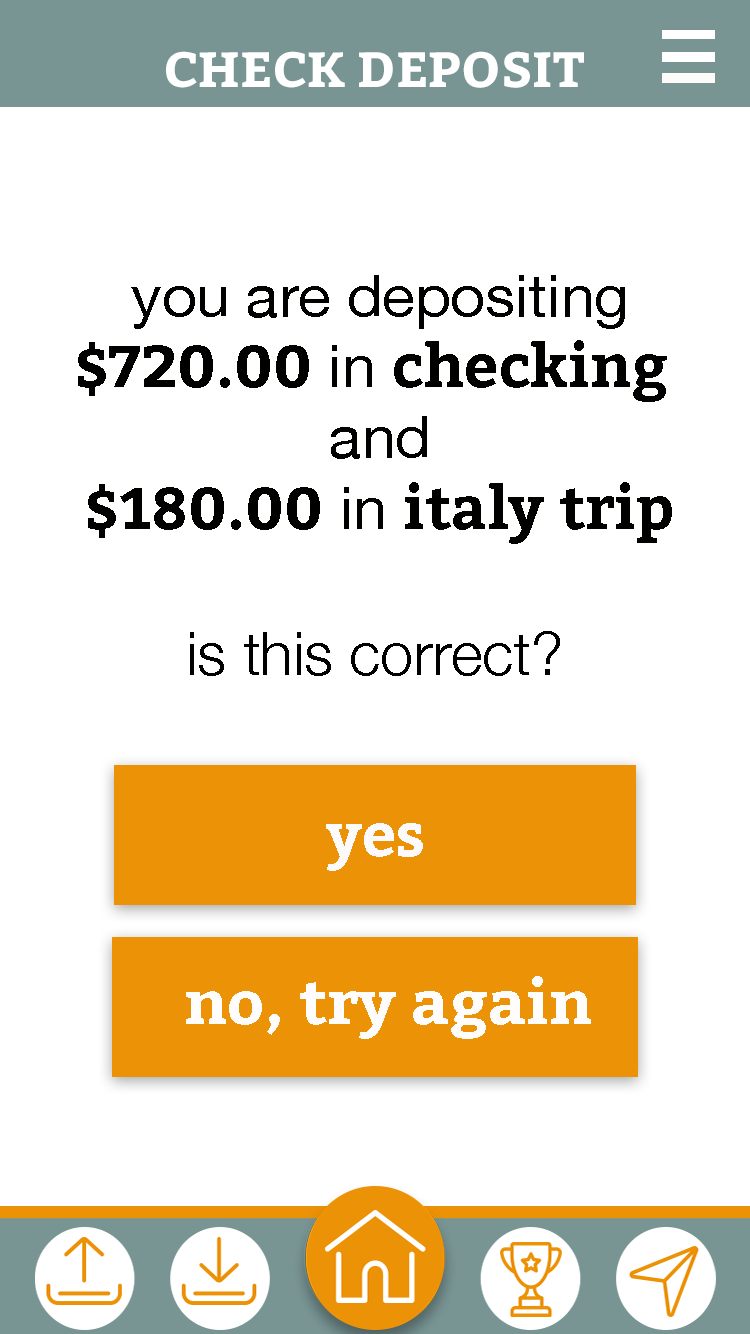 CHECK DEPOSIT
you are depositing
$720.00 in checking
and
$180.00 in italy trip
is this correct?
yes
no, try again